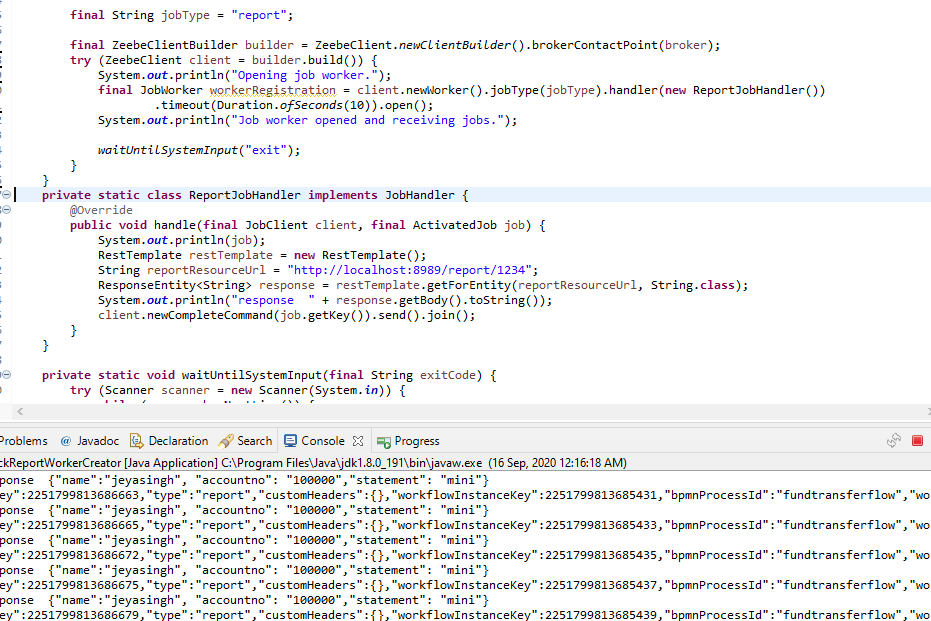 final String jobType = "report";
final ZeebeClientBuilder builder = ZeebeClient.newClientBuilder().brokerContactPoint(broker);
try (ZeebeClient client = builder.build()) {
System.out.println("Opening job worker.");
final JobWorker workerRegistration = client.newWorker().jobType(jobType).handler(new ReportJobHandler())
.timeout(Duration.ofSeconds(10)).open();
System.out.println("Job worker opened and receiving jobs.");
waitUntilSystemInput("exit");
}
}
private static class ReportJobHandler implements JobHandler {
@Override
public void handle(final JobClient client, final ActivatedJob job) {
System.out.println(job);
RestTemplate restTemplate = new RestTemplate();
String reportResourceUrl = "http://localhost:8989/report/1234";
ResponseEntity<String> response = restTemplate.getForEntity(reportResourceUrl, String.class);
System.out.println("response  " + response.getBody().toString());
client.newCompleteCommand(job.getKey()).send().join();
}
}
private static void waitUntilSystemInput(final String exitCode) {
try (Scanner scanner = new Scanner(System.in)) {
Problems @ Javadoc Declaration Search Console Progress
ckReportWorkerCreator [Java Application] C:\Program Files\Java\jdk1.8.0_191\bin\javaw.exe (16 Sep, 2020 12:16:18 AM)
ponse  {"name":"jeyasingh", "accountno": "100000","statement": "mini"}
ey":2251799813686663,"type":"report","customHeaders":{},"workflowInstanceKey":2251799813685431,"bpmnProcessId":"fundtransferflow","wo
ponse  {"name":"jeyasingh", "accountno": "100000","statement": "mini"}
ey":2251799813686665,"type":"report","customHeaders":{},"workflowInstanceKey":2251799813685433,"bpmnProcessId":"fundtransferflow","wo
ponse  {"name":"jeyasingh", "accountno": "100000","statement": "mini"}
ey":2251799813686672,"type":"report","customHeaders":{},"workflowInstanceKey":2251799813685435,"bpmnProcessId":"fundtransferflow","wo
ponse  {"name":"jeyasingh", "accountno": "100000","statement": "mini"}
ey":2251799813686675,"type":"report","customHeaders":{},"workflowInstanceKey":2251799813685437,"bpmnProcessId":"fundtransferflow","wo
ponse  {"name":"jeyasingh", "accountno": "100000","statement": "mini"}
ey":2251799813686679,"type":"report","customHeaders":{},"workflowInstanceKey":2251799813685439,"bpmnProcessId":"fundtransferflow","wo